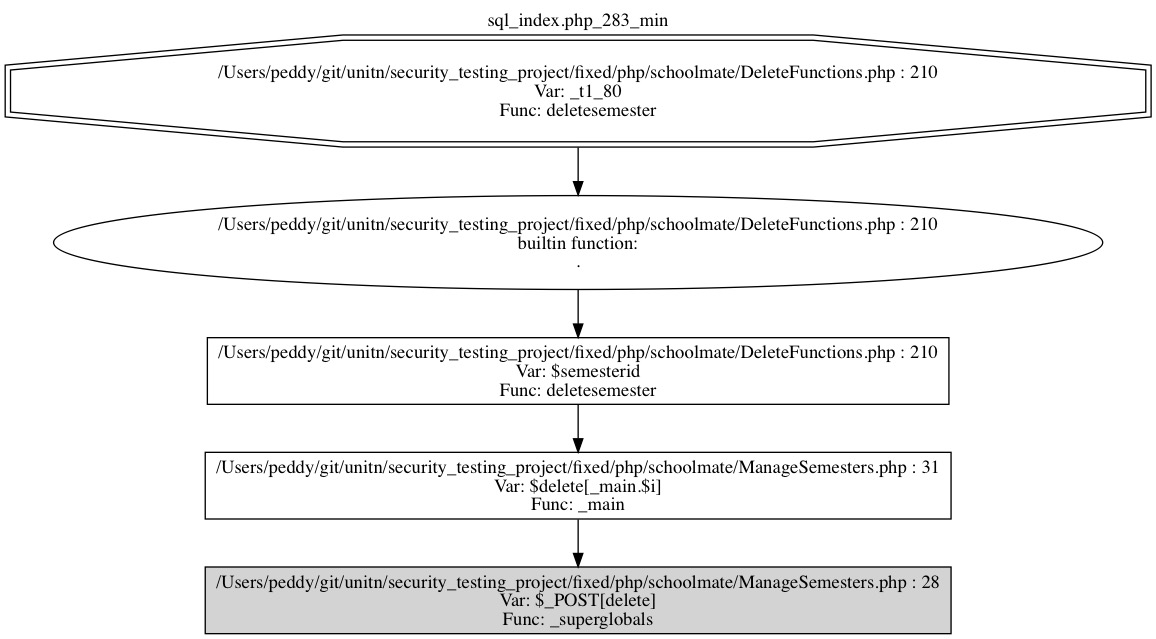 sql_index.php_283_min
/Users/peddy/git/unitn/security_testing_project/fixed/php/schoolmate/DeleteFunctions.php : 210
Var: _t1_80
Func: deletesemester
/Users/peddy/git/unitn/security_testing_project/fixed/php/schoolmate/DeleteFunctions.php : 210
builtin function:
.
/Users/peddy/git/unitn/security_testing_project/fixed/php/schoolmate/DeleteFunctions.php : 210
Var: $semesterid
Func: deletesemester
/Users/peddy/git/unitn/security_testing_project/fixed/php/schoolmate/ManageSemesters.php : 31
Var: $delete[_main.$i]
Func: _main
/Users/peddy/git/unitn/security_testing_project/fixed/php/schoolmate/ManageSemesters.php : 28
Var: $_POST[delete]
Func: _superglobals